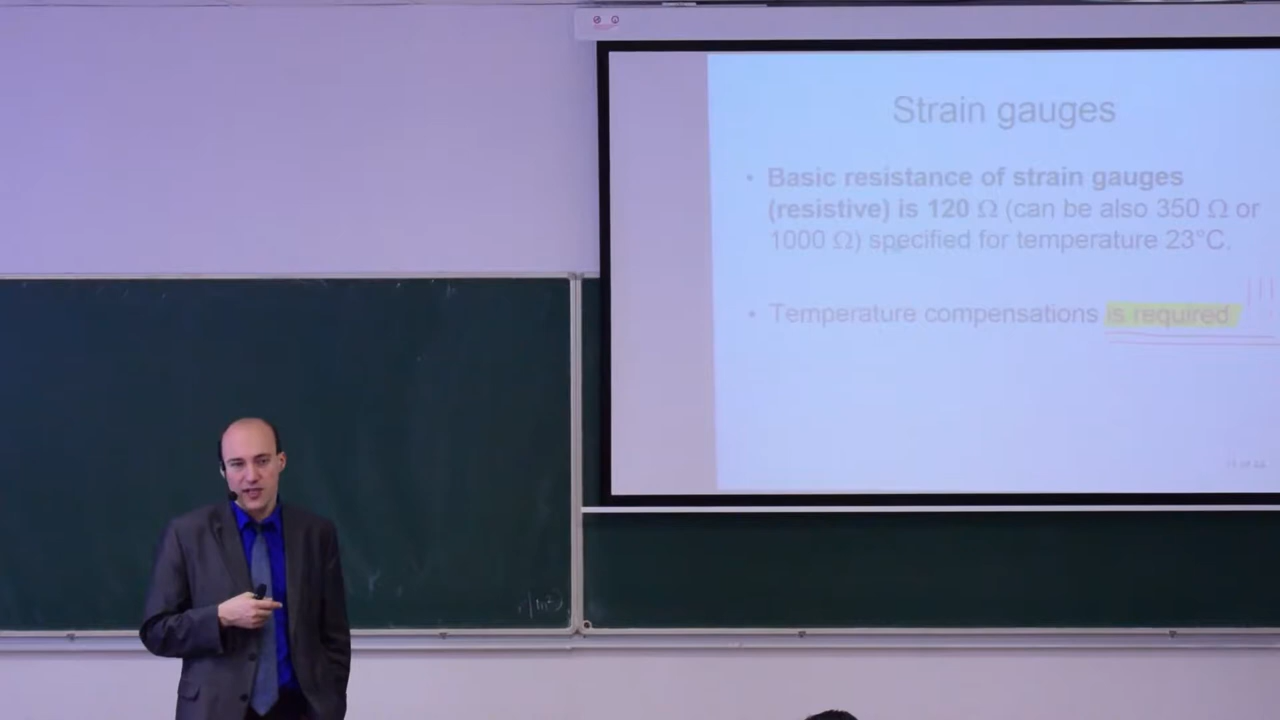 Strain gauges
• Basic resistance of strain gauges
(resistive) is 120 Ω (can be also 350 Ω or
1000 Ω) specified for temperature 23°C.
• Temperature compensations is required